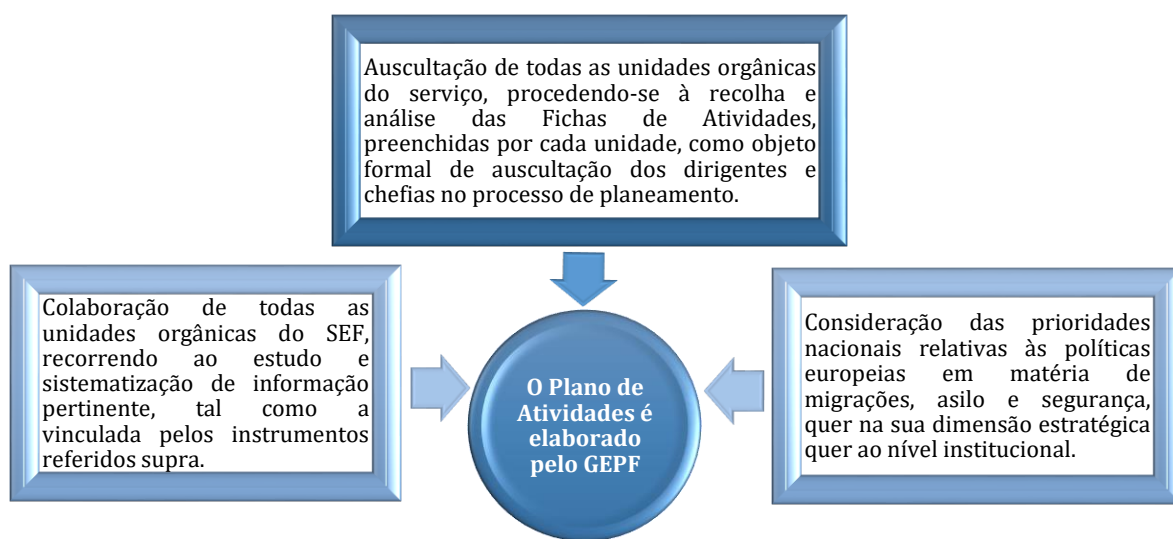 Auscultação de todas as unidades orgânicas
do serviço, procedendo-se à recolha e
análise das Fichas de Atividades,
preenchidas por cada unidade, como objeto
formal de auscultação dos dirigentes e
chefias no processo de planeamento.
Colaboração de todas as
unidades orgânicas do SEF,
recorrendo ao estudo e
sistematização de informação
pertinente, tal como a
vinculada pelos instrumentos
referidos supra.
O Plano de
Atividades é
elaborado
pelo GEPF
Consideração das prioridades
nacionais relativas às políticas
europeias em matéria de
migrações, asilo e segurança,
quer na sua dimensão estratégica
quer ao nível institucional.